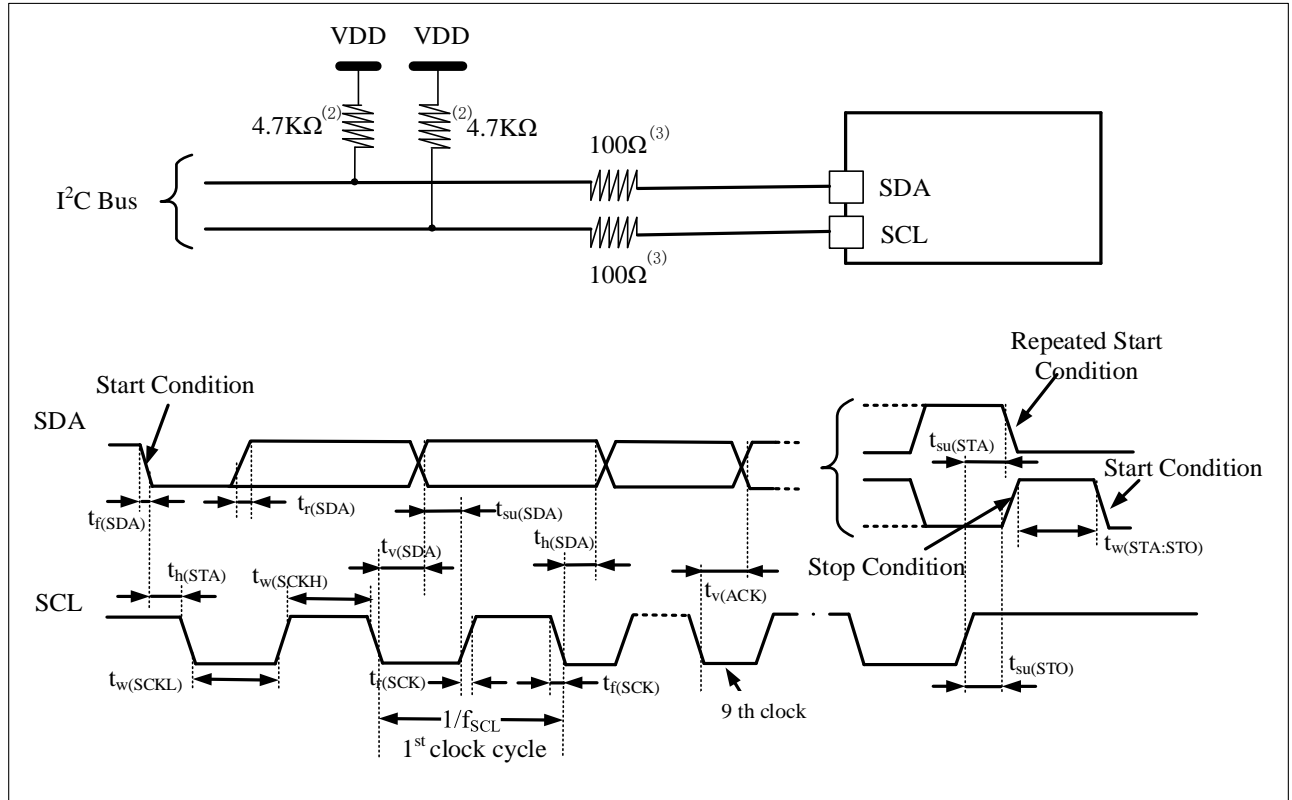 VDD VDD
4.7KΩ(2) (2)4.7KΩ
100Ω(3)
I2C Bus
SDA
SCL
100Ω(3)
Repeated Start
Condition
Start Condition
SDA
tsu(STA)
Start Condition
tf(SDA)
tr(SDA)
tsu(SDA)
tv(SDA)
th(SDA)
tw(STA:STO)
Stop Condition
th(STA)
tw(SCKH)
tv(ACK)
SCL
tw(SCKL)
tf(SCK)
tf(SCK)
tsu(STO)
9 th clock
1/fSCL
1st clock cycle